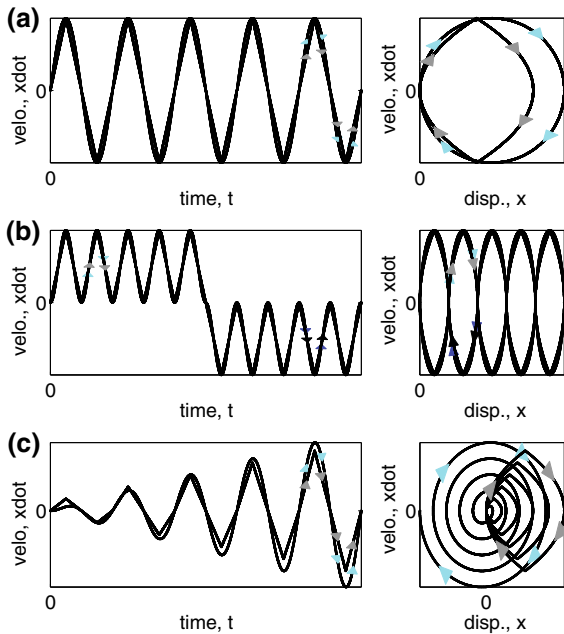 (a)
velo., xdot
0
0
time, t
velo., xdot
0
0
disp., x
(b)
velo., xdot
0
0
time, t
velo., xdot
0
0
disp., x
(c)
velo, xdot
0
0
time, t
velo., xdot
0
0
disp., x